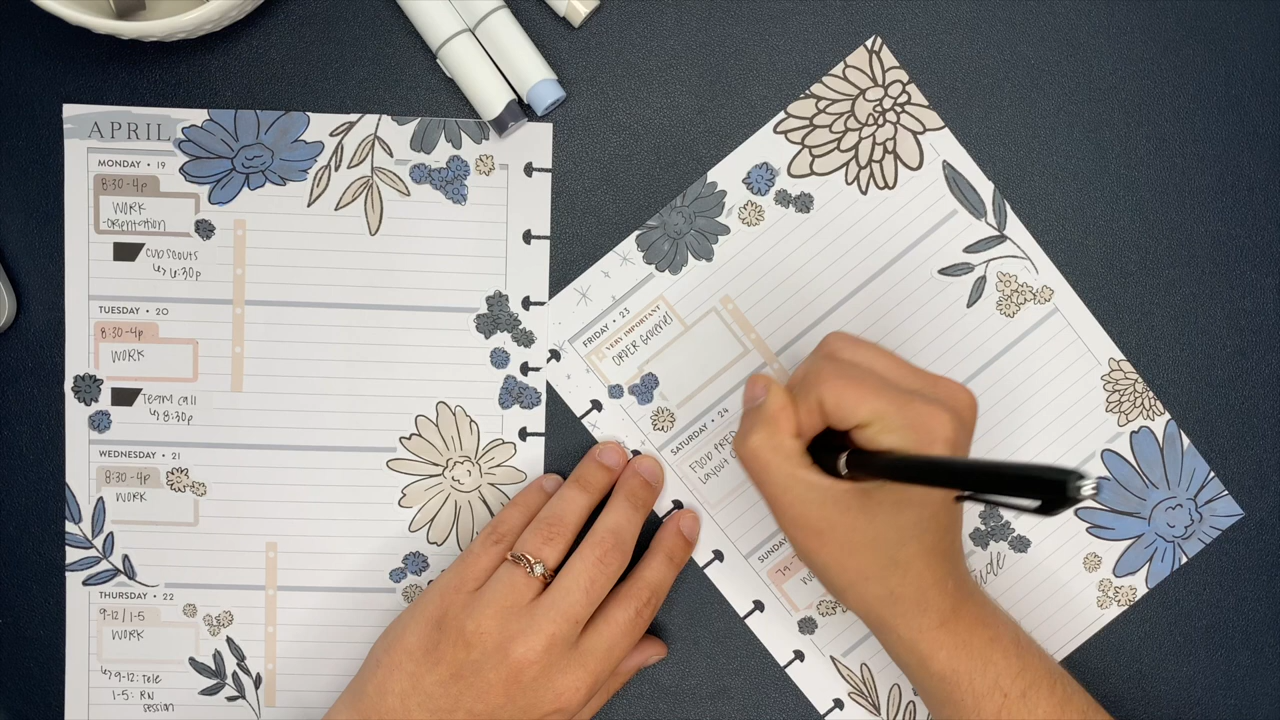 APRIL
MONDAY • 19
8:30-4p
WORK
-Orientation
CUB SCOUTS
↳ 6:30p
TUESDAY • 20
8:30-4p
WORK
Team call
↳ 8:30p
WEDNESDAY • 21
8:30-4p
WORK
THURSDAY • 22
9-12 / 1-5
WORK
↳ 9-12: Tele
1-5: RN
session
FRIDAY • 23
VERY IMPORTANT
ORDER Groceries
SATURDAY • 24
FOOD PREP
Layout
SUNDAY